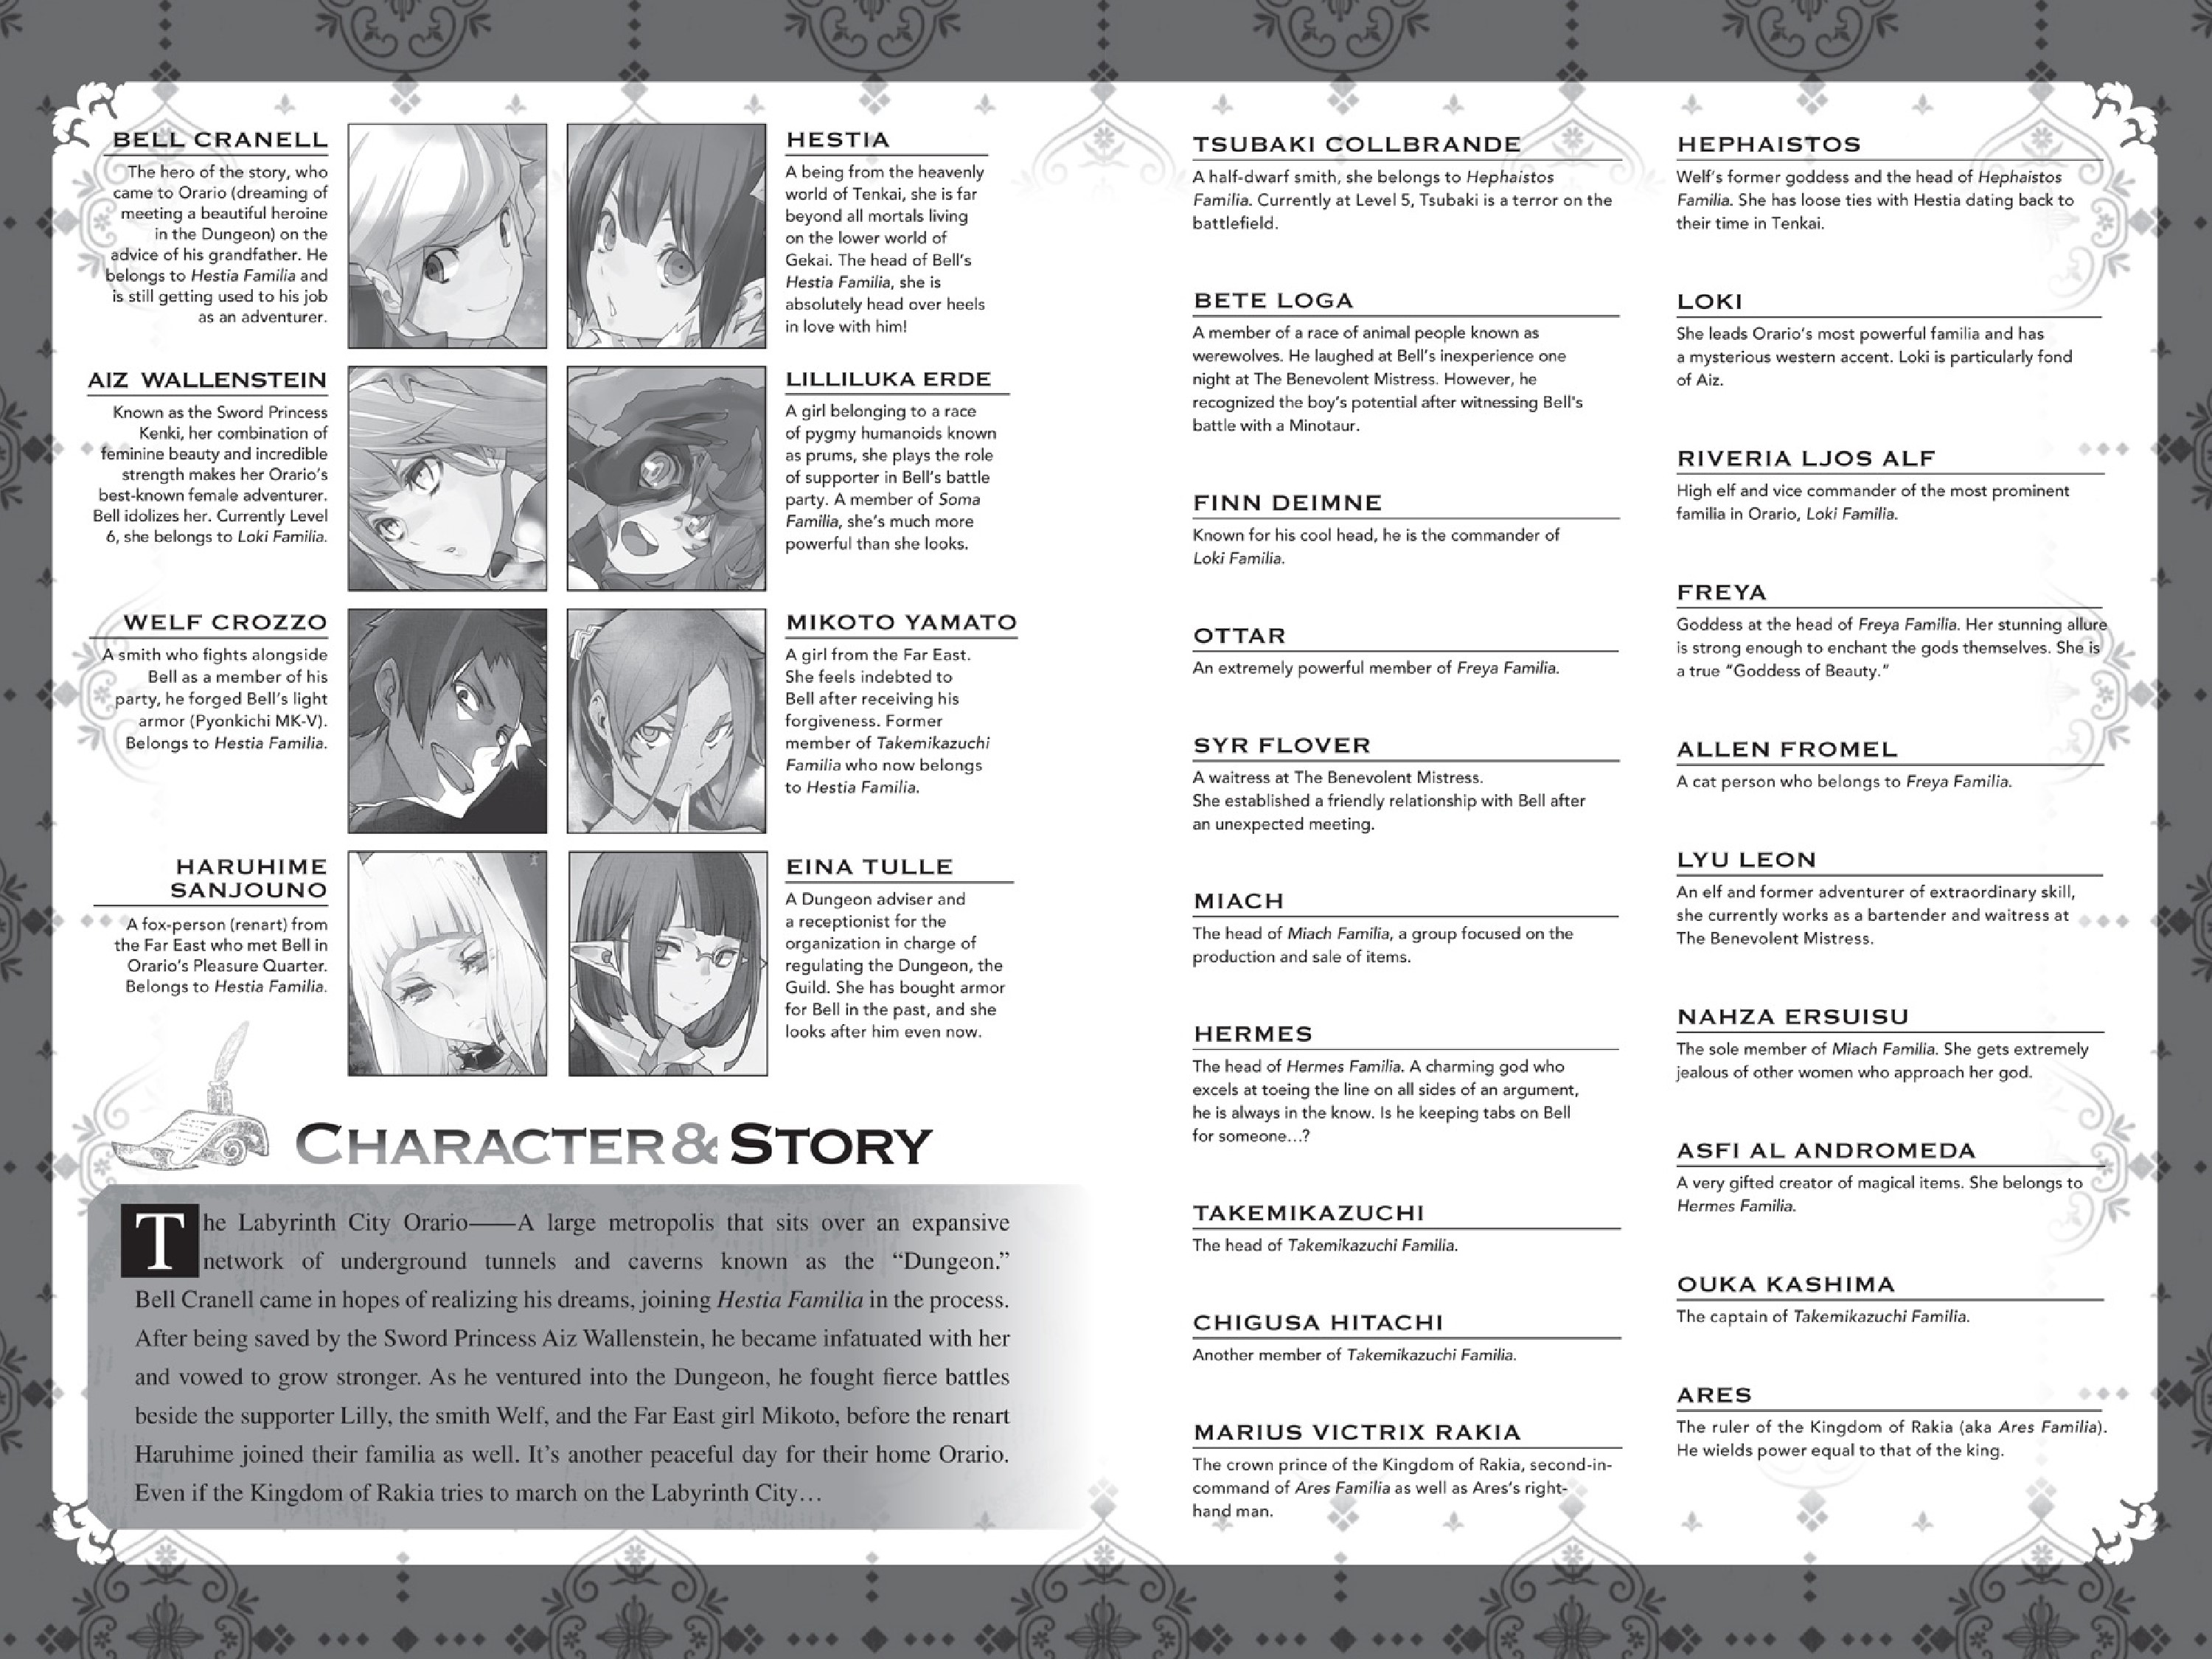 BELL CRANELL
The hero of the story, who
came to Orario (dreaming of
meeting a beautiful heroine
in the Dungeon) on the
advice of his grandfather. He
belongs to Hestia Familia and
is still getting used to his job
as an adventurer.
HESTIA
A being from the heavenly
world of Tenkai, she is far
beyond all mortals living
on the lower world of
Gekai. The head of Bell's
Hestia Familia, she is
absolutely head over heels
in love with him!
AIZ WALLENSTEIN
Known as the Sword Princess
Kenki, her combination of
feminine beauty and incredible
strength makes her Orario's
best-known female adventurer.
Bell idolizes her. Currently Level
6, she belongs to Loki Familia.
LILLILUKA ERDE
A girl belonging to a race
of pygmy humanoids known
as prums, she plays the role
of supporter in Bell's battle
party. A member of Soma
Familia, she's much more
powerful than she looks.
WELF CROZZO
A smith who fights alongside
Bell as a member of his
party, he forged Bell's light
armor (Pyonkichi MK-V).
Belongs to Hestia Familia.
MIKOTO YAMATO
A girl from the Far East.
She feels indebted to
Bell after receiving his
forgiveness. Former
member of Takemikazuchi
Familia who now belongs
to Hestia Familia.
HARUHIME
SANJOUNO
A fox-person (renart) from
the Far East who met Bell in
Orario's Pleasure Quarter.
Belongs to Hestia Familia.
EINA TULLE
A Dungeon adviser and
a receptionist for the
organization in charge of
regulating the Dungeon, the
Guild. She has bought armor
for Bell in the past, and she
looks after him even now.
CHARACTER & STORY
The Labyrinth City Orario——A large metropolis that sits over an expansive
network of underground tunnels and caverns known as the “Dungeon.”
Bell Cranell came in hopes of realizing his dreams, joining Hestia Familia in the process.
After being saved by the Sword Princess Aiz Wallenstein, he became infatuated with her
and vowed to grow stronger. As he ventured into the Dungeon, he fought fierce battles
beside the supporter Lilly, the smith Welf, and the Far East girl Mikoto, before the renart
Haruhime joined their familia as well. It's another peaceful day for their home Orario.
Even if the Kingdom of Rakia tries to march on the Labyrinth City…
TSUBAKI COLLBRANDE
A half-dwarf smith, she belongs to Hephaistos
Familia. Currently at Level 5, Tsubaki is a terror on the
battlefield.
BETE LOGA
A member of a race of animal people known as
werewolves. He laughed at Bell's inexperience one
night at The Benevolent Mistress. However, he
recognized the boy's potential after witnessing Bell's
battle with a Minotaur.
FINN DEIMNE
Known for his cool head, he is the commander of
Loki Familia.
OTTAR
An extremely powerful member of Freya Familia.
SYR FLOVER
A waitress at The Benevolent Mistress.
She established a friendly relationship with Bell after
an unexpected meeting.
MIACH
The head of Miach Familia, a group focused on the
production and sale of items.
HERMES
The head of Hermes Familia. A charming god who
excels at toeing the line on all sides of an argument,
he is always in the know. Is he keeping tabs on Bell
for someone…?
TAKEMIKAZUCHI
The head of Takemikazuchi Familia.
CHIGUSA HITACHI
Another member of Takemikazuchi Familia.
MARIUS VICTRIX RAKIA
The crown prince of the Kingdom of Rakia, second-in-
command of Ares Familia as well as Ares's right-
hand man.
HEPHAISTOS
Welf's former goddess and the head of Hephaistos
Familia. She has loose ties with Hestia dating back to
their time in Tenkai.
LOKI
She leads Orario's most powerful familia and has
a mysterious western accent. Loki is particularly fond
of Aiz.
RIVERIA LJOS ALF
High elf and vice commander of the most prominent
familia in Orario, Loki Familia.
FREYA
Goddess at the head of Freya Familia. Her stunning allure
is strong enough to enchant the gods themselves. She is
a true “Goddess of Beauty.”
ALLEN FROMEL
A cat person who belongs to Freya Familia.
LYU LEON
An elf and former adventurer of extraordinary skill,
she currently works as a bartender and waitress at
The Benevolent Mistress.
NAHZA ERSUISU
The sole member of Miach Familia. She gets extremely
jealous of other women who approach her god.
ASFI AL ANDROMEDA
A very gifted creator of magical items. She belongs to
Hermes Familia.
OUKA KASHIMA
The captain of Takemikazuchi Familia.
ARES
The ruler of the Kingdom of Rakia (aka Ares Familia).
He wields power equal to that of the king.